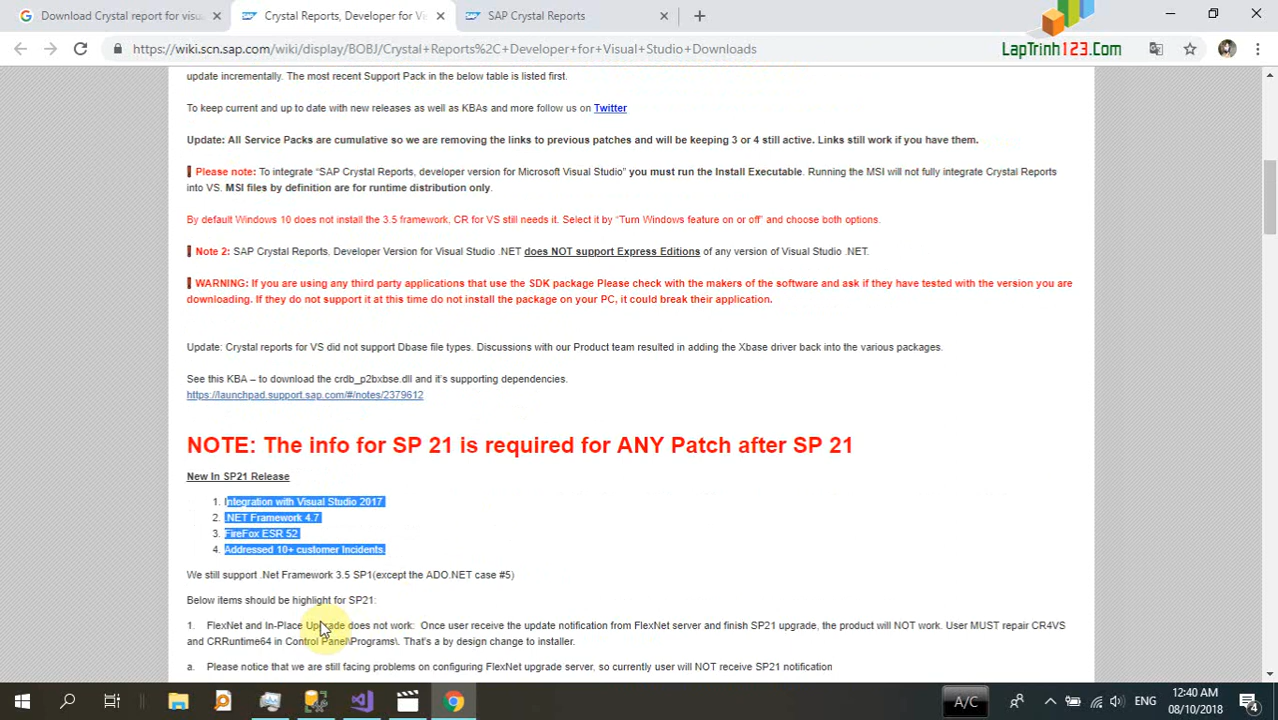 Download Crystal report for visu
Crystal Reports, Developer for Vi
SAP Crystal Reports
https://wiki.scn.sap.com/wiki/display/BOBJ/Crystal+Reports%2C+Developer+for+Visual+Studio+Downloads
LapTrinh123.Com
update incrementally. The most recent Support Pack in the below table is listed first.
To keep current and up to date with new releases as well as KBAs and more follow us on Twitter
Update: All Service Packs are cumulative so we are removing the links to previous patches and will be keeping 3 or 4 still active. Links still work if you have them.
Please note: To integrate “SAP Crystal Reports, developer version for Microsoft Visual Studio” you must run the Install Executable. Running the MSI will not fully integrate Crystal Reports
into VS. MSI files by definition are for runtime distribution only.
By default Windows 10 does not install the 3.5 framework, CR for VS still needs it. Select it by “Turn Windows feature on or off” and choose both options.
Note 2: SAP Crystal Reports, Developer Version for Visual Studio .NET does NOT support Express Editions of any version of Visual Studio .NET.
WARNING: If you are using any third party applications that use the SDK package Please check with the makers of the software and ask if they have tested with the version you are
downloading. If they do not support it at this time do not install the package on your PC, it could break their application.
Update: Crystal reports for VS did not support Dbase file types. Discussions with our Product team resulted in adding the Xbase driver back into the various packages.
See this KBA – to download the crdb_p2bxbse.dll and it's supporting dependencies.
https://launchpad.support.sap.com/#/notes/2379612
NOTE: The info for SP 21 is required for ANY Patch after SP 21
New In SP21 Release
1. Integration with Visual Studio 2017
2. .NET Framework 4.7
3. FireFox ESR 52
4. Addressed 10+ customer Incidents.
We still support .Net Framework 3.5 SP1(except the ADO.NET case #5)
Below items should be highlight for SP21:
1. FlexNet and In-Place Upgrade does not work: Once user receive the update notification from FlexNet server and finish SP21 upgrade, the product will NOT work. User MUST repair CR4VS
and CRRuntime64 in Control Panel\Programs\. That's a by design change to installer.
a. Please notice that we are still facing problems on configuring FlexNet upgrade server, so currently user will NOT receive SP21 notification
A/C
ENG
12:40 AM
08/10/2018
4